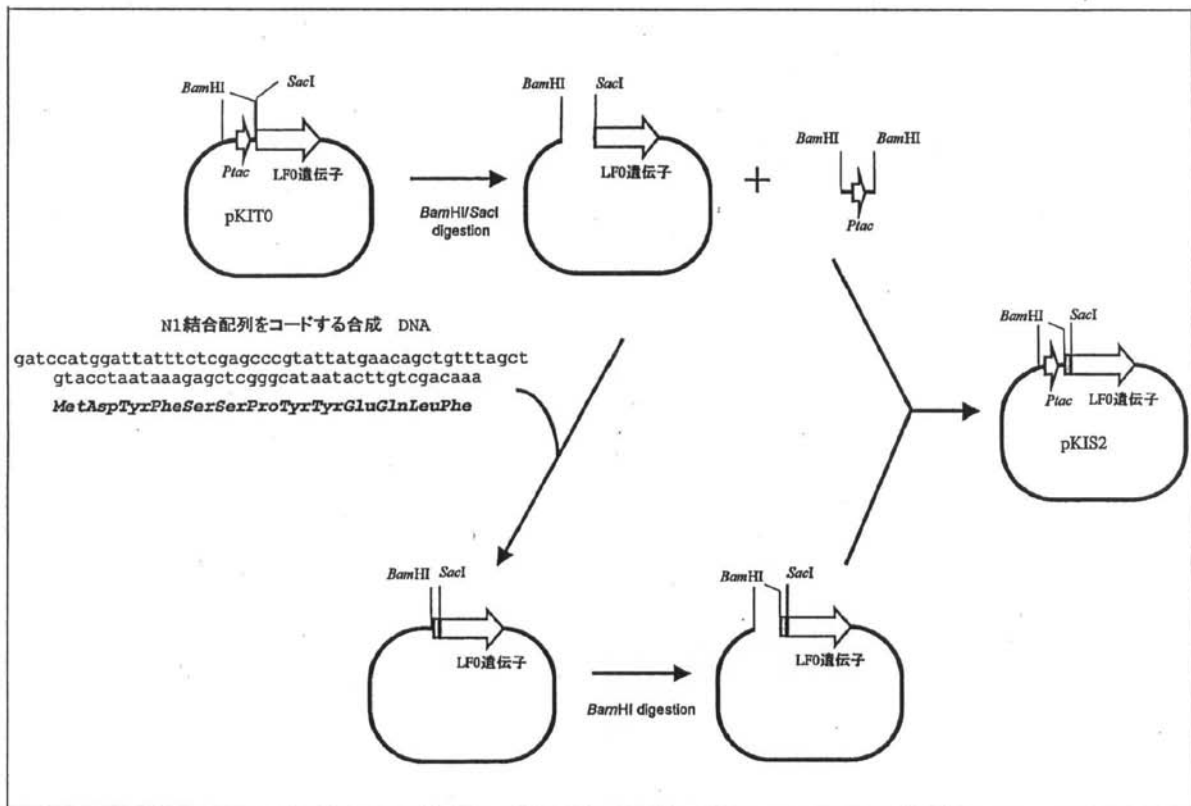 BamHI SacI
Ptac LF0遺伝子
pKIT0
BamHI/SacI
digestion
BamHI SacI
LF0遺伝子
+
BamHI BamHI
Ptac
N1結合配列をコードする合成 DNA
gatccatggattatttctcgagcccgtattatgaacagctgtttagct
gtacctaataaagagctcgggcataatacttgtcgacaaa
MetAspTyrPheSerSerProTyrTyrGluGlnLeuPhe
BamHI SacI
Ptac LF0遺伝子
pKIS2
BamHI SacI
LF0遺伝子
BamHI digestion
BamHI SacI
LF0遺伝子